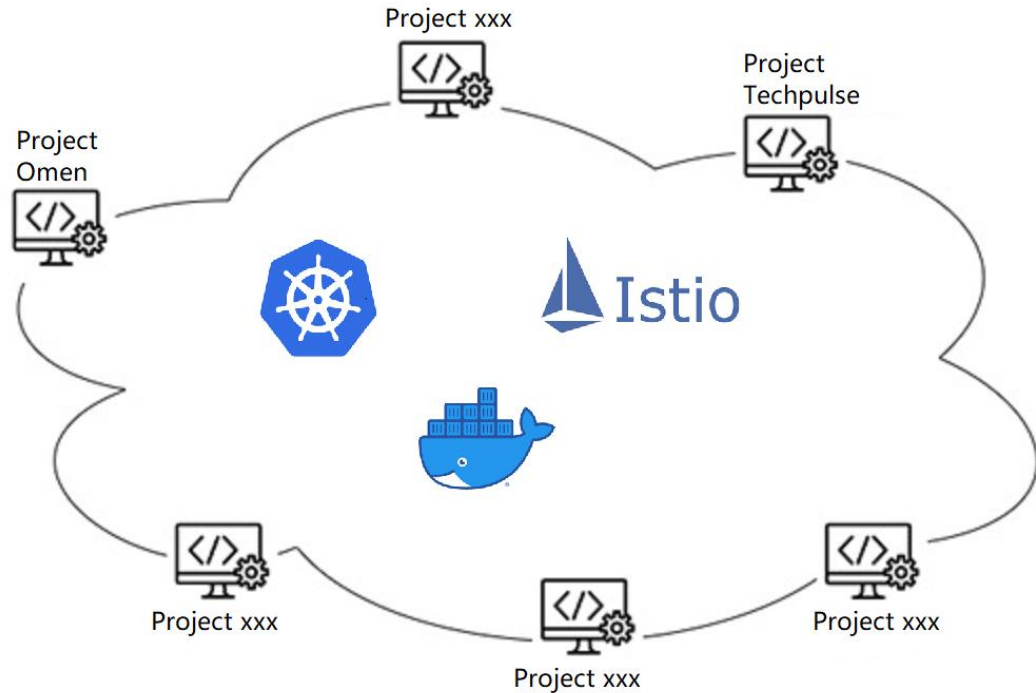 Project xxx
Project
Techpulse
Project
Omen
</>
</>
</>
Istio
</>
</>
</>
Project xxx
Project xxx
Project xxx